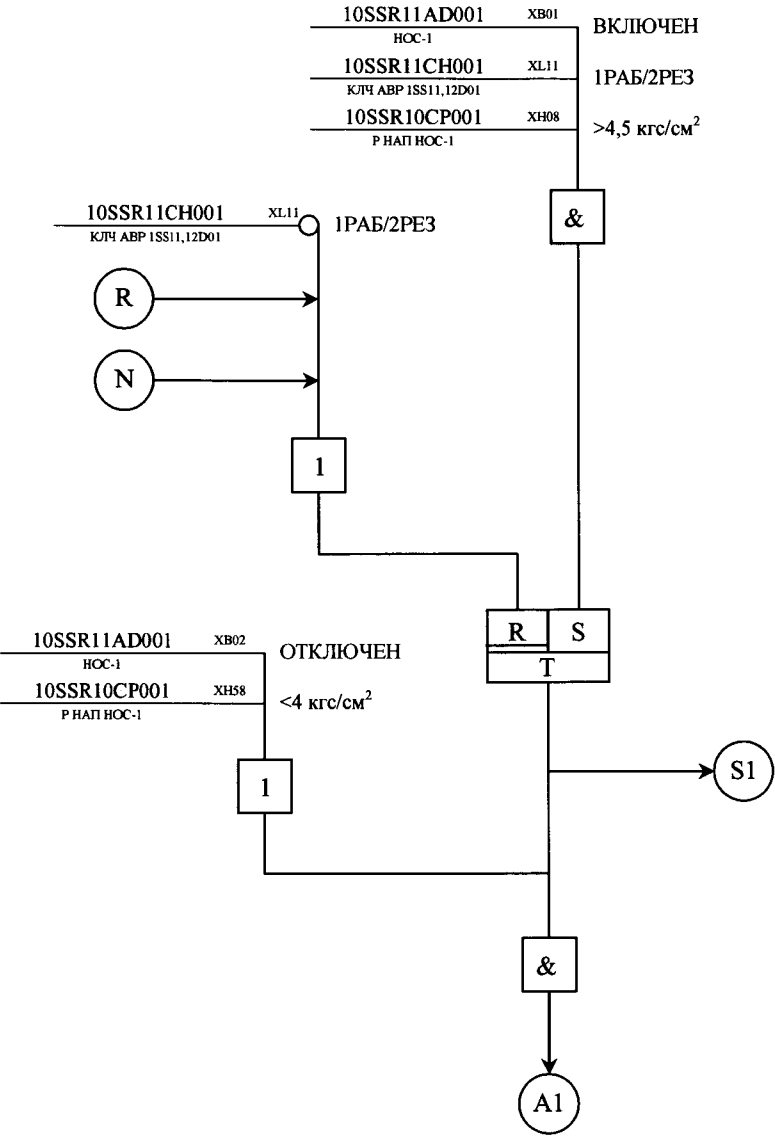 10SSR11AD001 XB01
НОС-1
ВКЛЮЧЕН
10SSR11CH001 XL11
КЛЧ АВР 1SS11,12D01
1РАБ/2РЕЗ
10SSR10CP001 XH08
Р НАП НОС-1
>4,5 кгс/см²
&
10SSR11CH001 XL11
КЛЧ АВР 1SS11,12D01
1РАБ/2РЕЗ
R
N
1
R S
T
10SSR11AD001 XB02
НОС-1
ОТКЛЮЧЕН
10SSR10CP001 XH58
Р НАП НОС-1
<4 кгс/см²
1
S1
&
A1